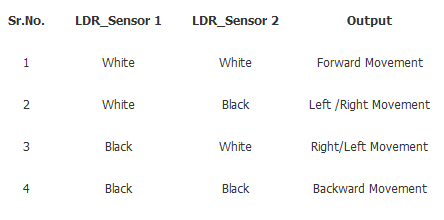 Sr.No. LDR_Sensor 1 LDR_Sensor 2 Output
1 White White Forward Movement
2 White Black Left /Right Movement
3 Black White Right/Left Movement
4 Black Black Backward Movement